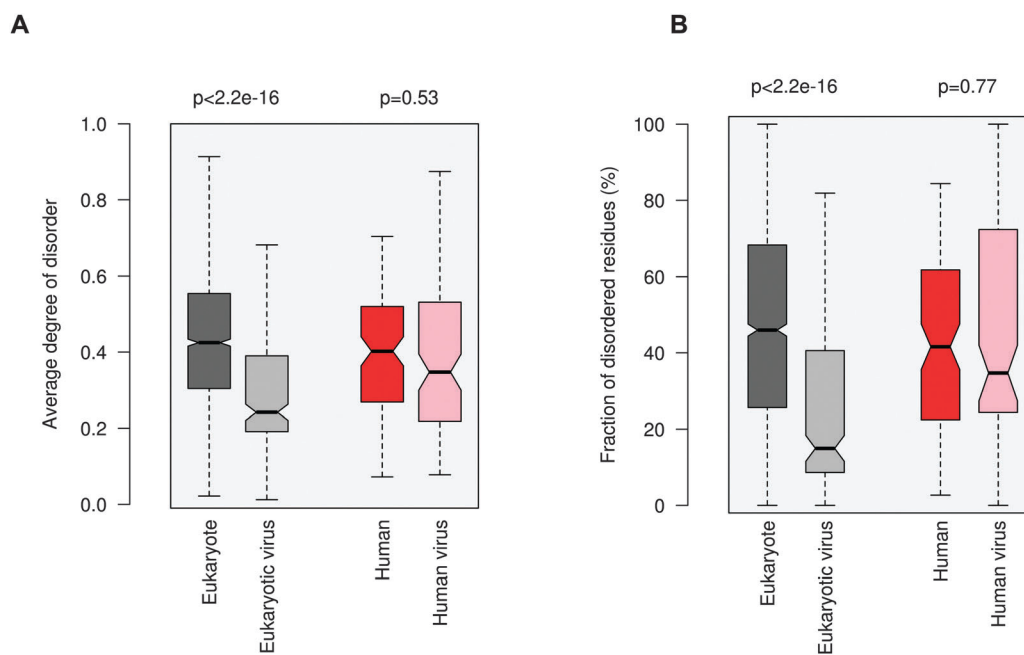 A
p<2.2e-16
p=0.53
1.0
0.8
0.6
0.4
0.2
0.0
Average degree of disorder
Eukaryote
Eukaryotic virus
Human
Human virus
B
p<2.2e-16
p=0.77
100
80
60
40
20
0
Fraction of disordered residues (%)
Eukaryote
Eukaryotic virus
Human
Human virus